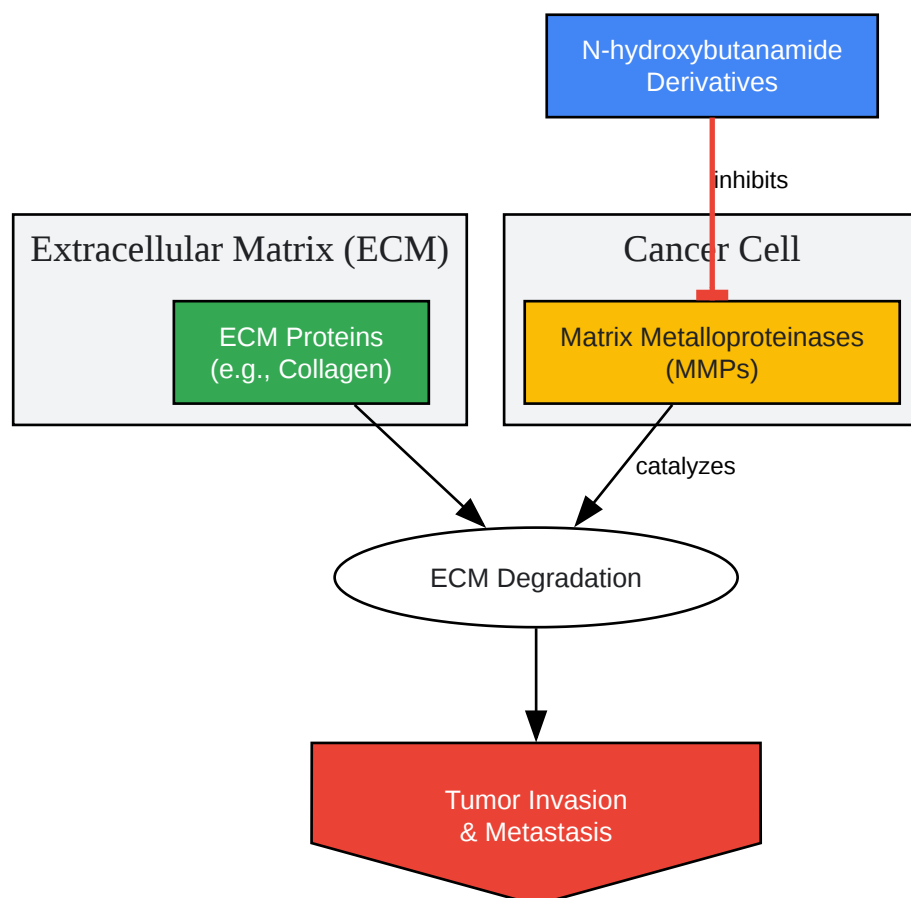 N-hydroxybutanamide
Derivatives
inhibits
Extracellular Matrix (ECM)
Cancer Cell
ECM Proteins
(e.g., Collagen)
Matrix Metalloproteinases
(MMPs)
catalyzes
ECM Degradation
Tumor Invasion
& Metastasis